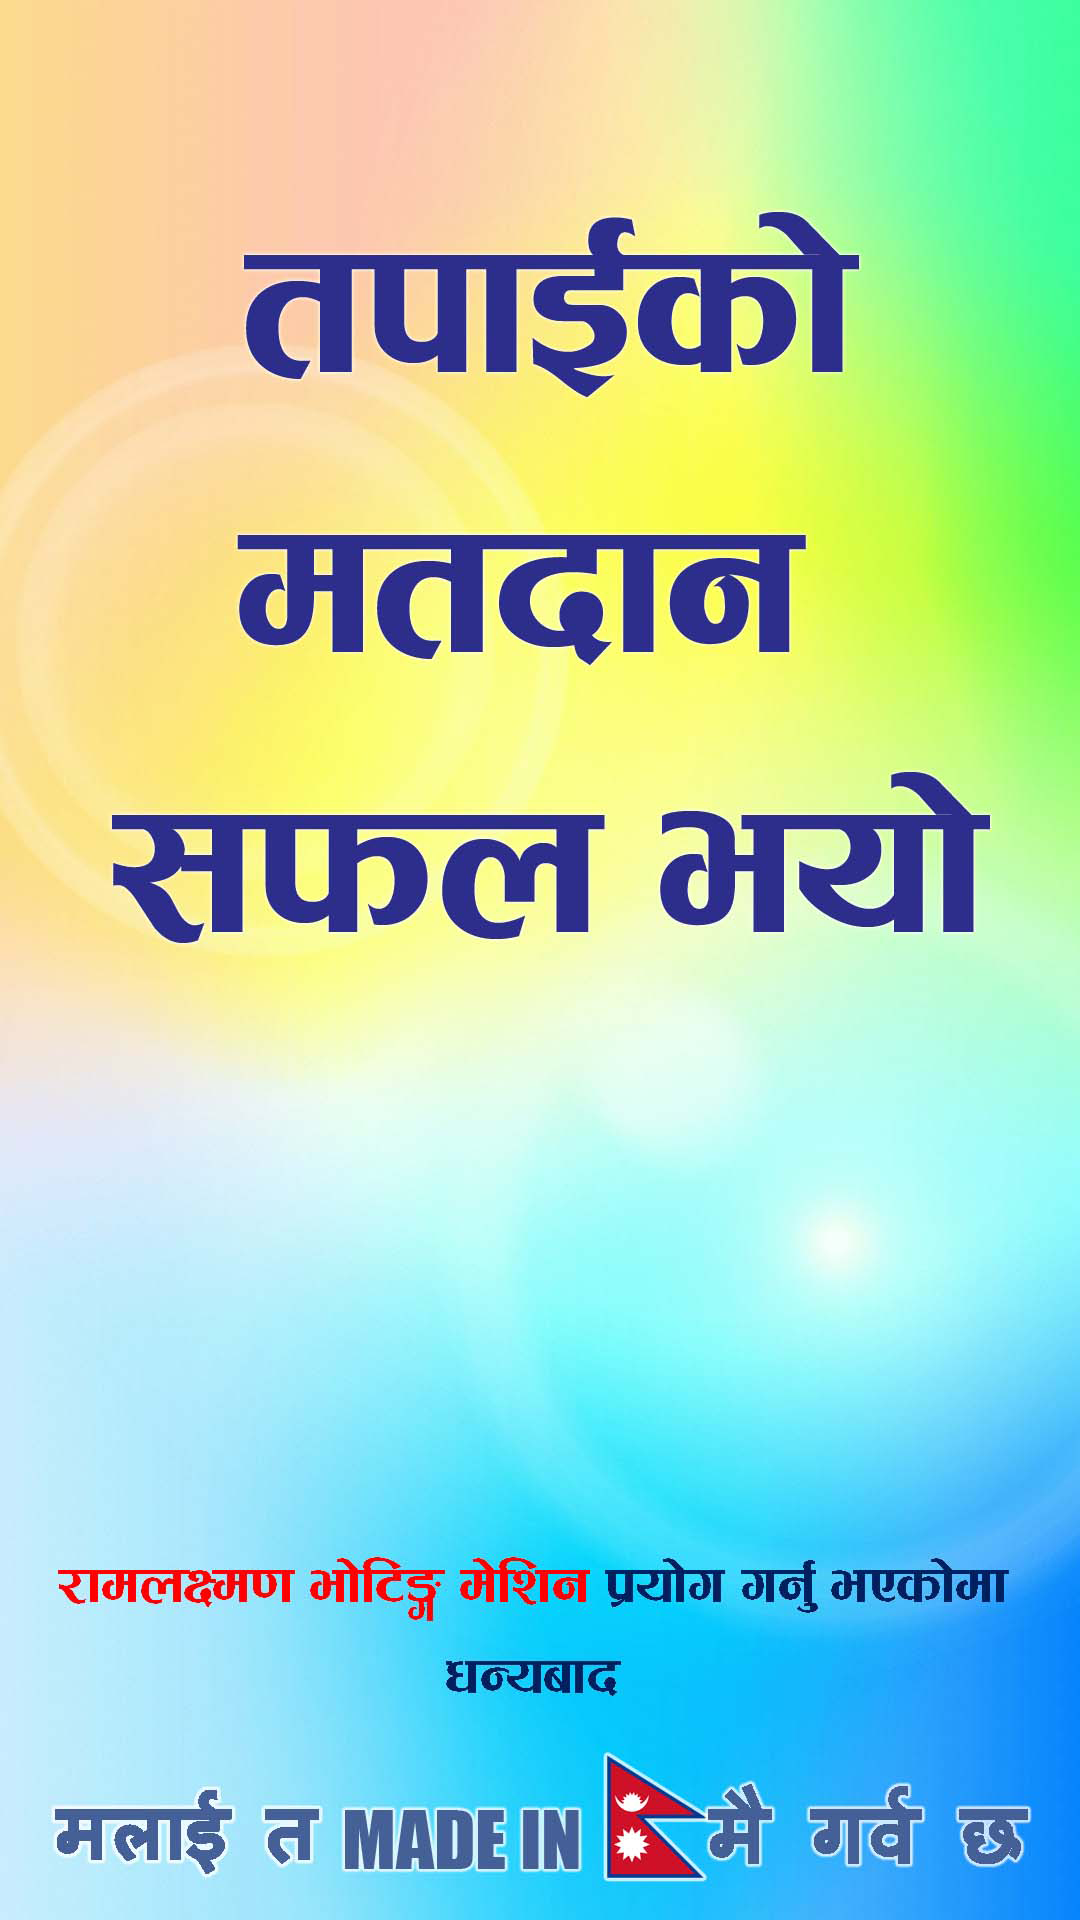 तपाईको
मतदान
सफल भयो
रामलक्ष्मण भोटिङ्ग मेशिन प्रयोग गर्नु भएकोमा
धन्यबाद
मलाई त MADE IN मै गर्व छ